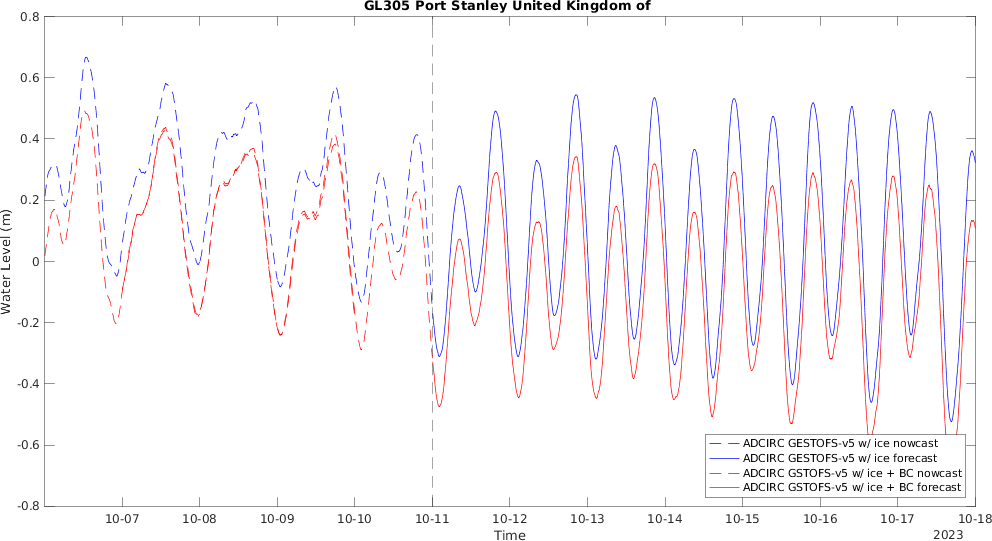 GL305 Port Stanley United Kingdom of
0.8
0.6
0.4
0.2
0
-0.2
-0.4
-0.6
-0.8
Water Level (m)
ADCIRC GESTOFS-v5 w/ ice nowcast
ADCIRC GESTOFS-v5 w/ ice forecast
ADCIRC GSTOFS-v5 w/ ice + BC nowcast
ADCIRC GSTOFS-v5 w/ ice + BC forecast
10-07 10-08 10-09 10-10 10-11 10-12 10-13 10-14 10-15 10-16 10-17 10-18
Time
2023